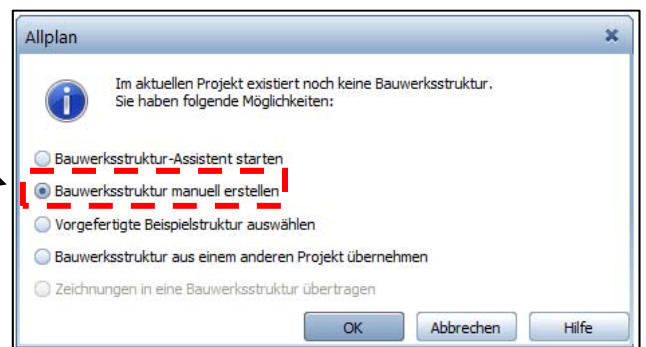 Allplan
Im aktuellen Projekt existiert noch keine Bauwerksstruktur.
Sie haben folgende Möglichkeiten:
Bauwerksstruktur-Assistent starten
Bauwerksstruktur manuell erstellen
Vorgefertigte Beispielstruktur auswählen
Bauwerksstruktur aus einem anderen Projekt übernehmen
Zeichnungen in eine Bauwerksstruktur übertragen
OK Abbrechen Hilfe